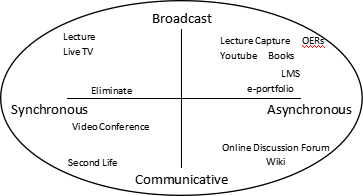 Broadcast
Lecture
Live TV
Lecture Capture OERs
Youtube Books
LMS
Eliminate
e-portfolio
Synchronous
Asynchronous
Video Conference
Online Discussion Forum
Second Life
Wiki
Communicative